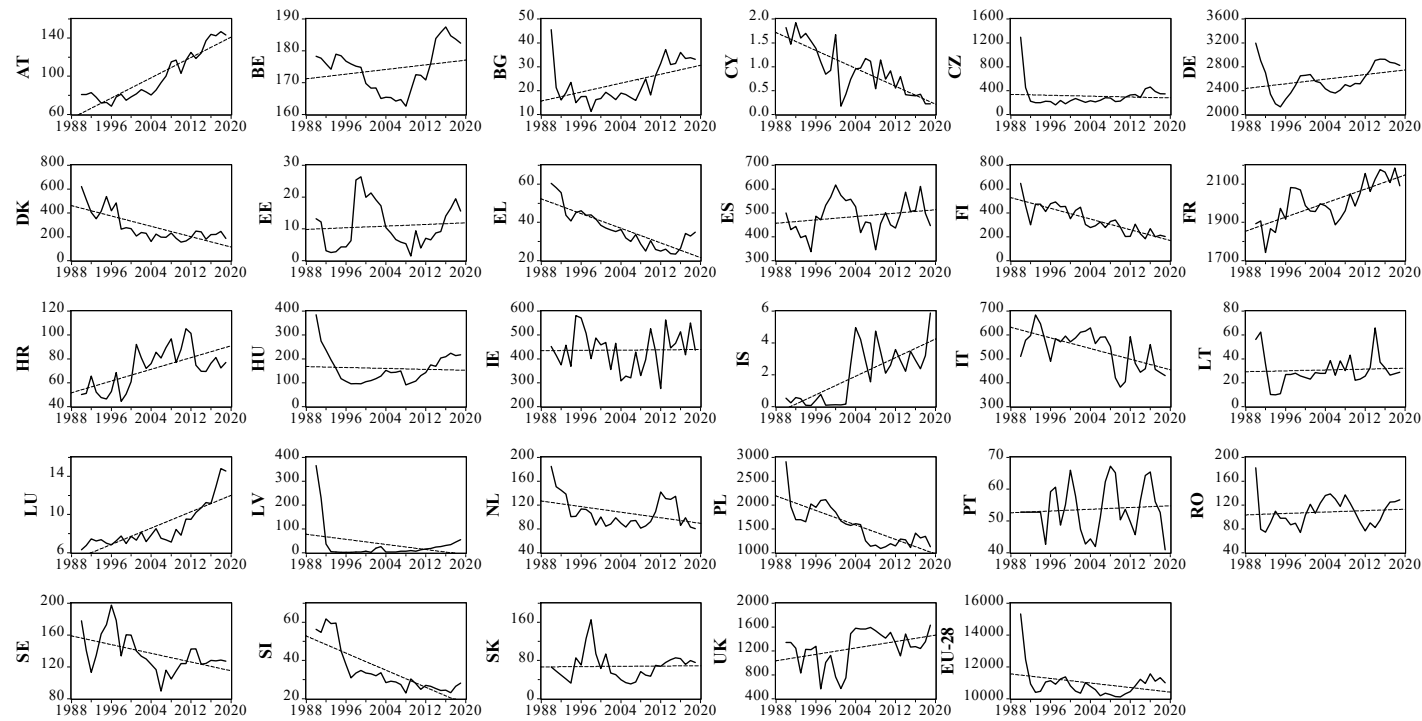 AT
140
100
60
1988 1996 2004 2012 2020
BE
190
180
170
160
1988 1996 2004 2012 2020
BG
50
40
30
20
10
1988 1996 2004 2012 2020
CY
2.0
1.5
1.0
0.5
0.0
1988 1996 2004 2012 2020
CZ
1600
1200
800
400
0
1988 1996 2004 2012 2020
DE
3600
3200
2800
2400
2000
1988 1996 2004 2012 2020
DK
800
600
400
200
0
1988 1996 2004 2012 2020
EE
30
20
10
0
1988 1996 2004 2012 2020
EL
60
40
20
1988 1996 2004 2012 2020
ES
700
600
500
400
300
1988 1996 2004 2012 2020
FI
800
600
400
200
0
1988 1996 2004 2012 2020
FR
2100
1900
1700
1988 1996 2004 2012 2020
HR
120
100
80
60
40
1988 1996 2004 2012 2020
HU
400
300
200
100
0
1988 1996 2004 2012 2020
IE
600
500
400
300
200
1988 1996 2004 2012 2020
IS
6
4
2
0
1988 1996 2004 2012 2020
IT
700
600
500
400
300
1988 1996 2004 2012 2020
LT
80
60
40
20
0
1988 1996 2004 2012 2020
LU
14
10
6
1988 1996 2004 2012 2020
LV
400
300
200
100
0
1988 1996 2004 2012 2020
NL
200
160
120
80
40
1988 1996 2004 2012 2020
PL
3000
2000
1000
1988 1996 2004 2012 2020
PT
70
60
50
40
1988 1996 2004 2012 2020
RO
200
160
120
80
40
1988 1996 2004 2012 2020
SE
200
160
120
80
1988 1996 2004 2012 2020
SI
60
40
20
1988 1996 2004 2012 2020
SK
160
80
0
1988 1996 2004 2012 2020
UK
2000
1600
1200
800
400
1988 1996 2004 2012 2020
EU-28
16000
14000
12000
10000
1988 1996 2004 2012 2020